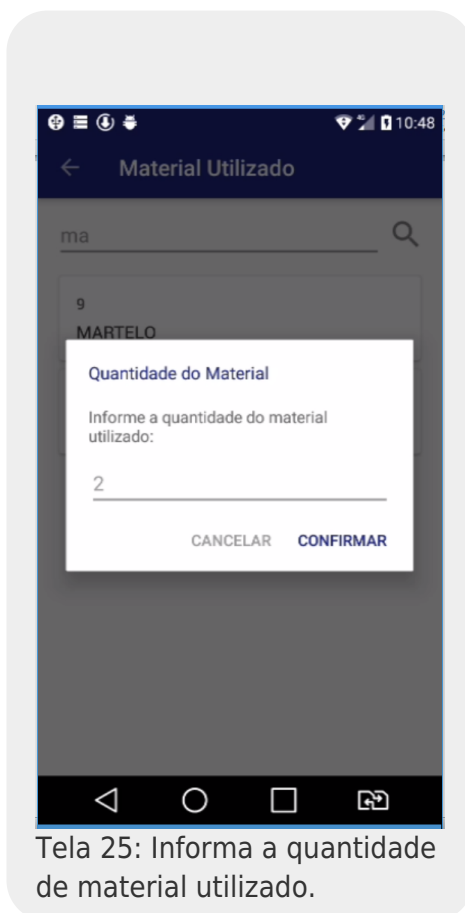 10:48
Material Utilizado
ma
9
MARTELO
Quantidade do Material
Informe a quantidade do material
utilizado:
2
CANCELAR CONFIRMAR
Tela 25: Informa a quantidade
de material utilizado.